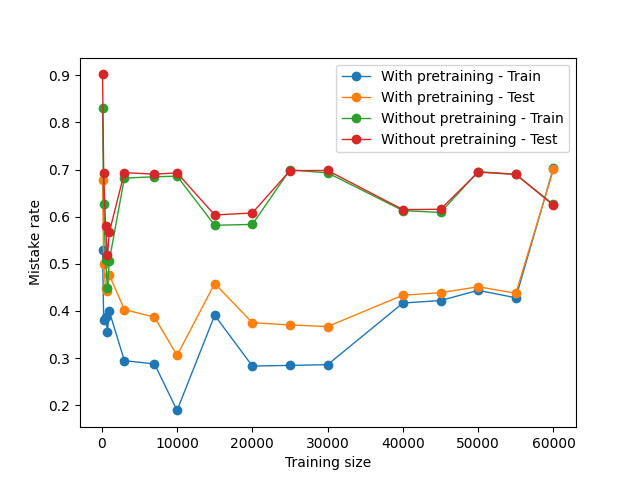 With pretraining - Train
With pretraining - Test
Without pretraining - Train
Without pretraining - Test
Mistake rate
0.9
0.8
0.7
0.6
0.5
0.4
0.3
0.2
0 10000 20000 30000 40000 50000 60000
Training size